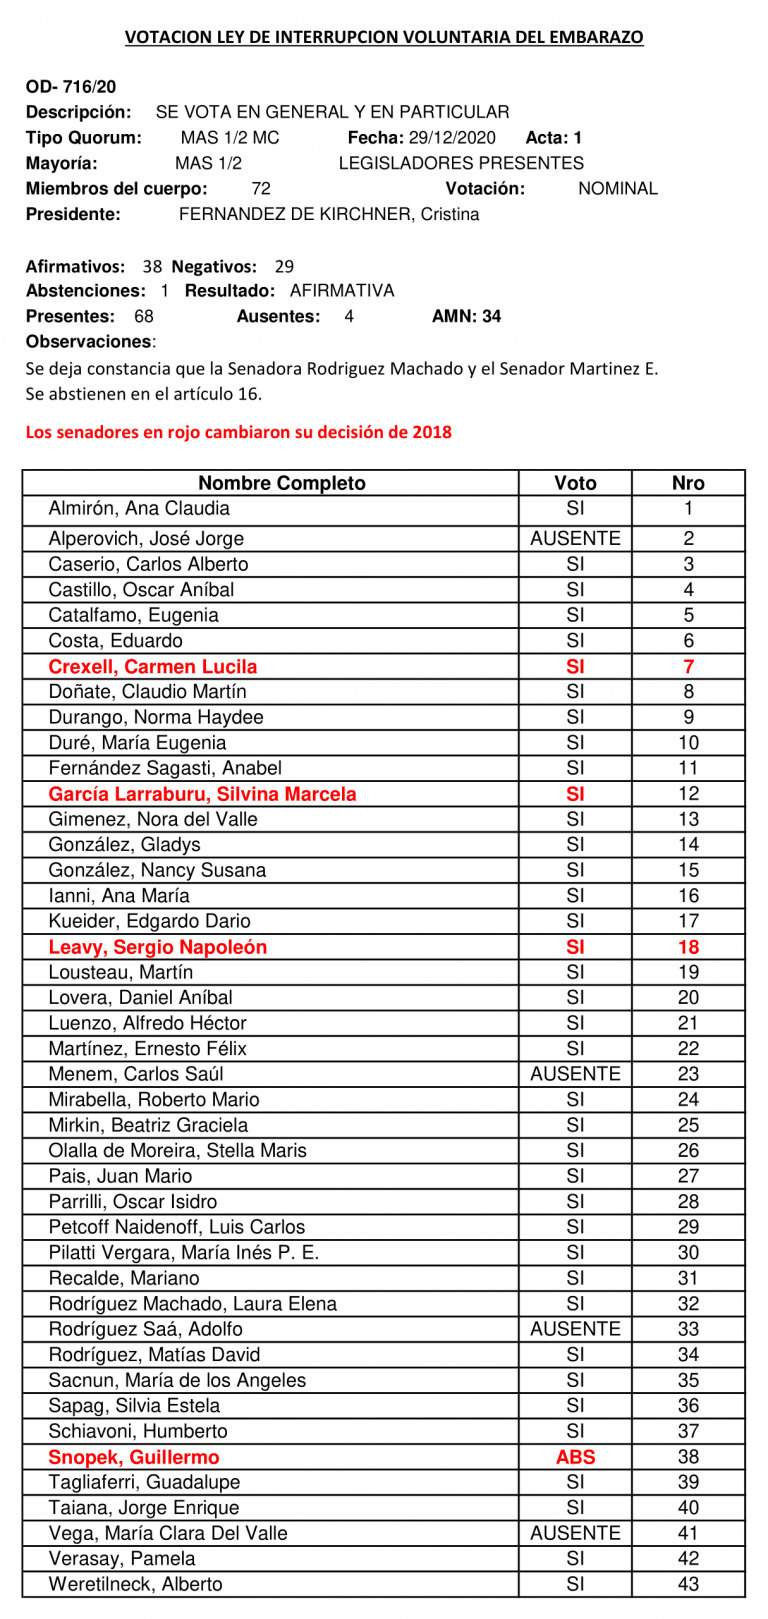 VOTACION LEY DE INTERRUPCION VOLUNTARIA DEL EMBARAZO
OD- 716/20
Descripción: SE VOTA EN GENERAL Y EN PARTICULAR
Tipo Quorum: MAS 1/2 MC Fecha: 29/12/2020 Acta: 1
Mayoría: MAS 1/2 LEGISLADORES PRESENTES
Miembros del cuerpo: 72 Votación: NOMINAL
Presidente: FERNANDEZ DE KIRCHNER, Cristina
Afirmativos: 38 Negativos: 29
Abstenciones: 1 Resultado: AFIRMATIVA
Presentes: 68 Ausentes: 4 AMN: 34
Observaciones:
Se deja constancia que la Senadora Rodriguez Machado y el Senador Martinez E.
Se abstienen en el artículo 16.
Los senadores en rojo cambiaron su decisión de 2018
Nombre Completo Voto Nro
Almirón, Ana Claudia SI 1
Alperovich, José Jorge AUSENTE 2
Caserio, Carlos Alberto SI 3
Castillo, Oscar Aníbal SI 4
Catalfamo, Eugenia SI 5
Costa, Eduardo SI 6
Crexell, Carmen Lucila SI 7
Doñate, Claudio Martín SI 8
Durango, Norma Haydee SI 9
Duré, María Eugenia SI 10
Fernández Sagasti, Anabel SI 11
García Larraburu, Silvina Marcela SI 12
Gimenez, Nora del Valle SI 13
González, Gladys SI 14
González, Nancy Susana SI 15
Ianni, Ana María SI 16
Kueider, Edgardo Dario SI 17
Leavy, Sergio Napoleón SI 18
Lousteau, Martín SI 19
Lovera, Daniel Aníbal SI 20
Luenzo, Alfredo Héctor SI 21
Martínez, Ernesto Félix SI 22
Menem, Carlos Saúl AUSENTE 23
Mirabella, Roberto Mario SI 24
Mirkin, Beatriz Graciela SI 25
Olalla de Moreira, Stella Maris SI 26
Pais, Juan Mario SI 27
Parrilli, Oscar Isidro SI 28
Petcoff Naidenoff, Luis Carlos SI 29
Pilatti Vergara, María Inés P. E. SI 30
Recalde, Mariano SI 31
Rodríguez Machado, Laura Elena SI 32
Rodríguez Saá, Adolfo AUSENTE 33
Rodríguez, Matías David SI 34
Sacnun, María de los Angeles SI 35
Sapag, Silvia Estela SI 36
Schiavoni, Humberto SI 37
Snopek, Guillermo ABS 38
Tagliaferri, Guadalupe SI 39
Taiana, Jorge Enrique SI 40
Vega, María Clara Del Valle AUSENTE 41
Verasay, Pamela SI 42
Weretilneck, Alberto SI 43